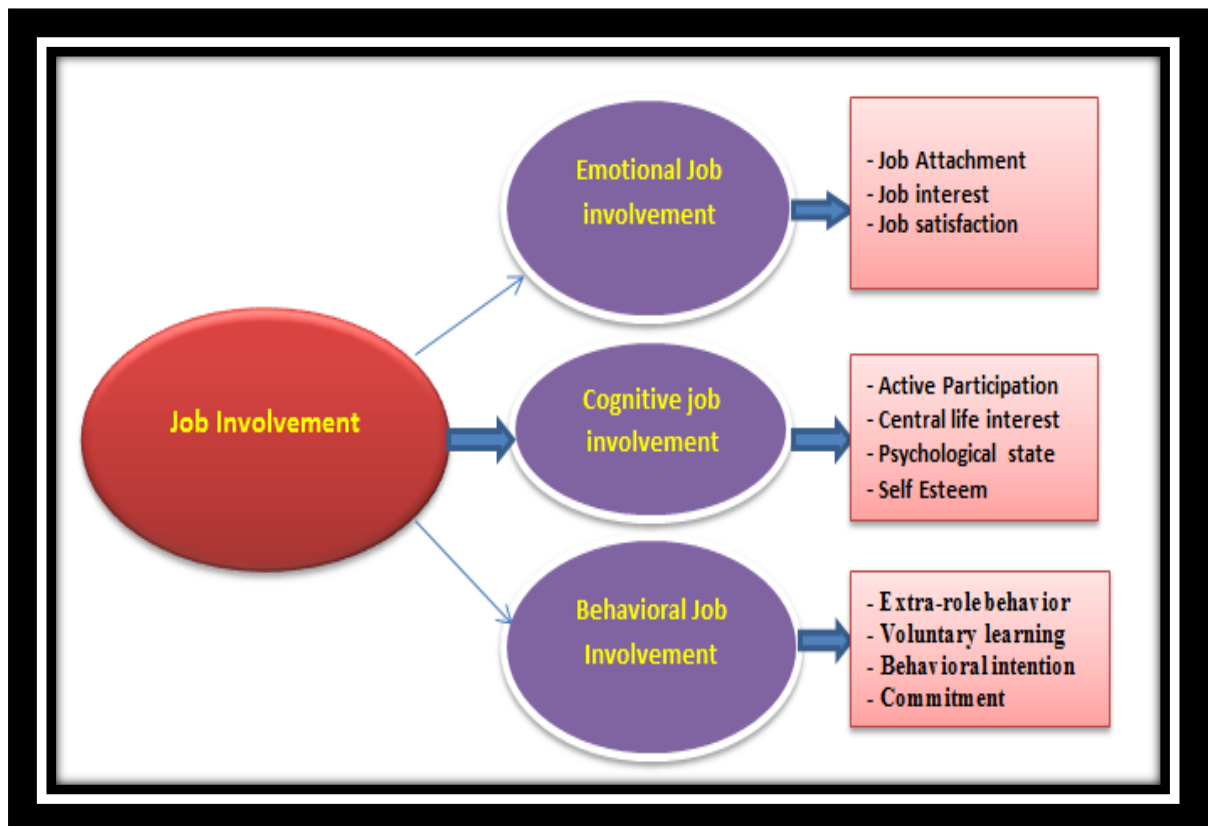 Job Involvement
Emotional Job
involvement
- Job Attachment
- Job interest
- Job satisfaction
Cognitive job
involvement
- Active Participation
- Central life interest
- Psychological state
- Self Esteem
Behavioral Job
Involvement
- Extra-role behavior
- Voluntary learning
- Behavioral intention
- Commitment